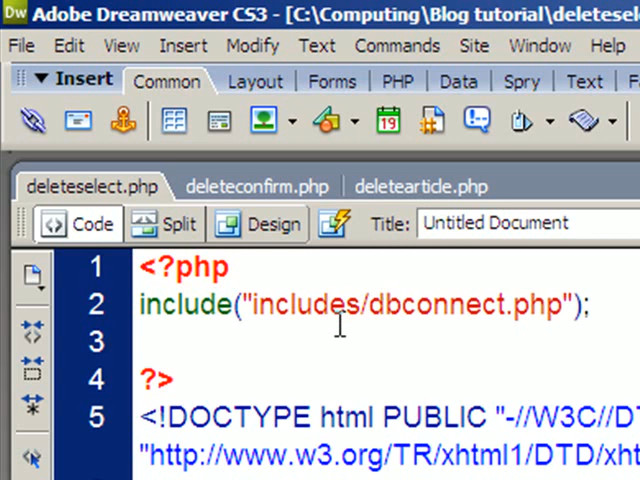 Dw Adobe Dreamweaver CS3 - [C:\Computing\Blog tutorial\deletesel
File Edit View Insert Modify Text Commands Site Window Help
▼ Insert Common Layout Forms PHP Data Spry Text F
19
deleteselect.php deleteconfirm.php deletearticle.php
Code Split Design Title: Untitled Document
1 <?php
2 include("includes/dbconnect.php");
3
4 ?>
5 <!DOCTYPE html PUBLIC "-//W3C//DT
"http://www.w3.org/TR/xhtml1/DTD/xht